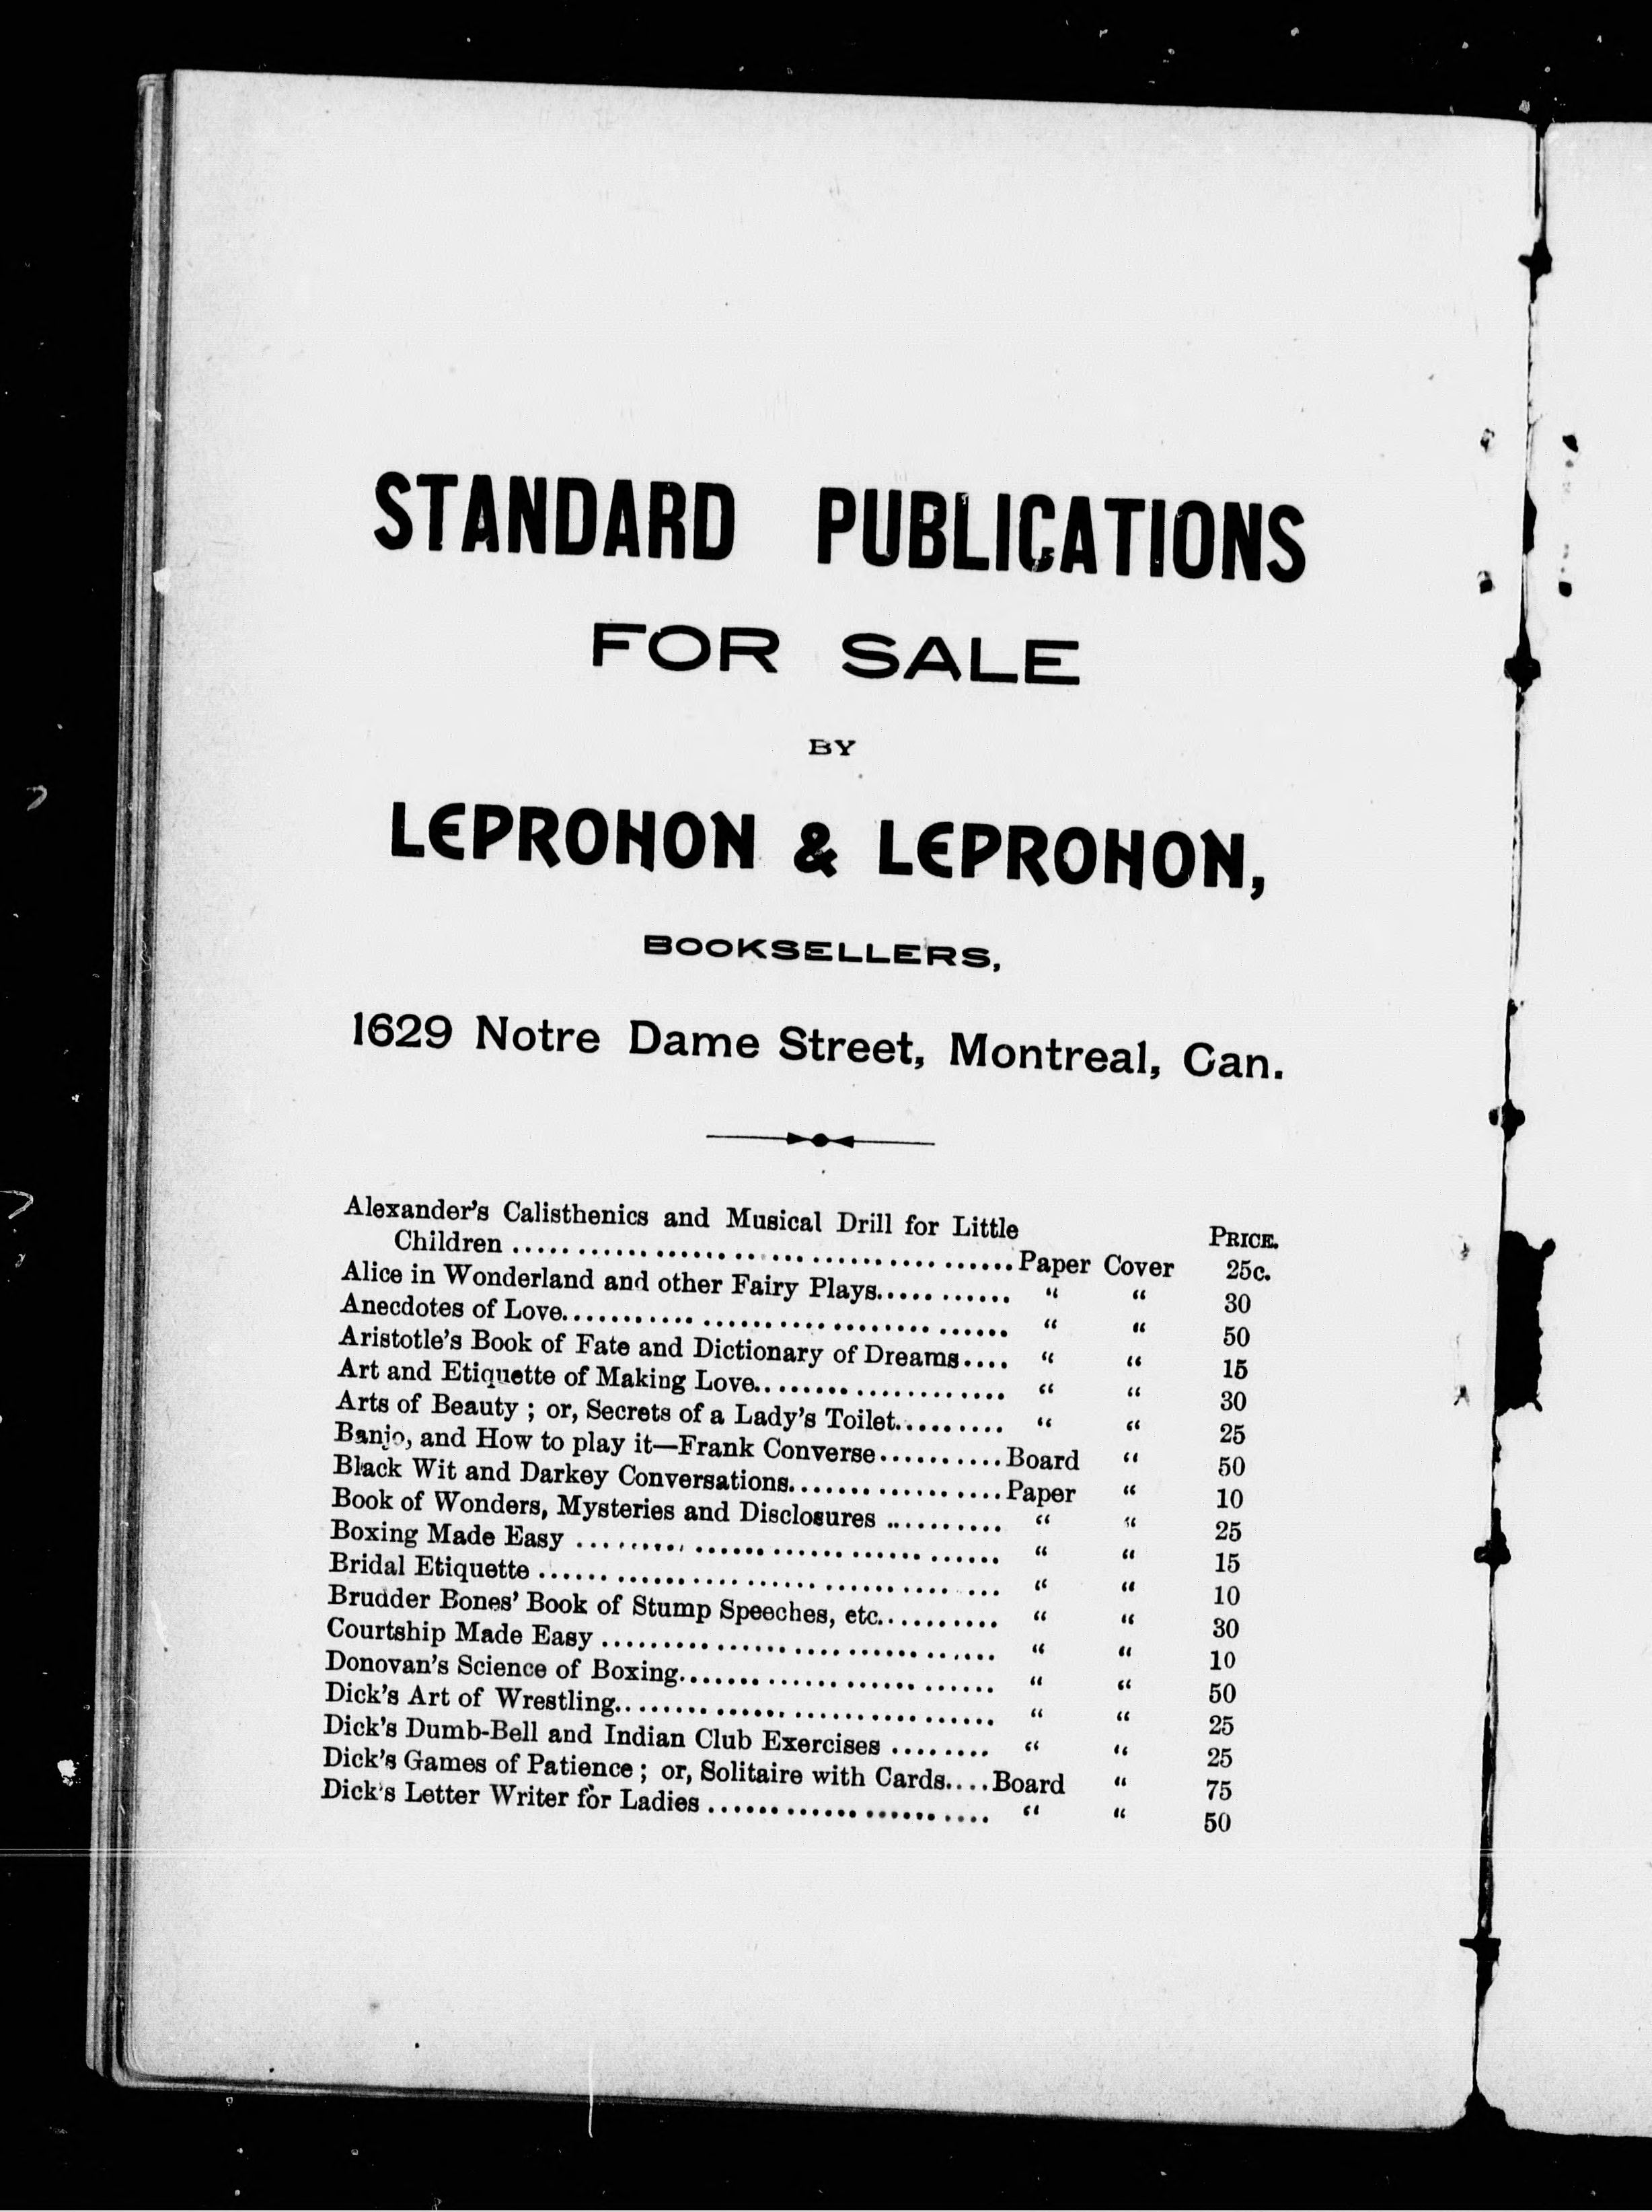 STANDARD PUBLICATIONS
FOR SALE
BY
LEPROHON & LEPROHON,
BOOKSELLERS,
1629 Notre Dame Street, Montreal, Can.
PRICE.
Alexander's Calisthenics and Musical Drill for Little
Children .......... Paper Cover 25c.
Alice in Wonderland and other Fairy Plays.......... " " 30
Anecdotes of Love.......... " " 50
Aristotle's Book of Fate and Dictionary of Dreams.... " " 15
Art and Etiquette of Making Love.......... " " 30
Arts of Beauty ; or, Secrets of a Lady's Toilet.......... " " 25
Banjo, and How to play it—Frank Converse.......... Board " 50
Black Wit and Darkey Conversations.......... Paper " 10
Book of Wonders, Mysteries and Disclosures .......... " " 25
Boxing Made Easy .......... " " 15
Bridal Etiquette .......... " " 10
Brudder Bones' Book of Stump Speeches, etc.......... " " 30
Courtship Made Easy .......... " " 10
Donovan's Science of Boxing.......... " " 50
Dick's Art of Wrestling.......... " " 25
Dick's Dumb-Bell and Indian Club Exercises ........ " " 25
Dick's Games of Patience ; or, Solitaire with Cards.... Board " 75
Dick's Letter Writer for Ladies .......... " " 50